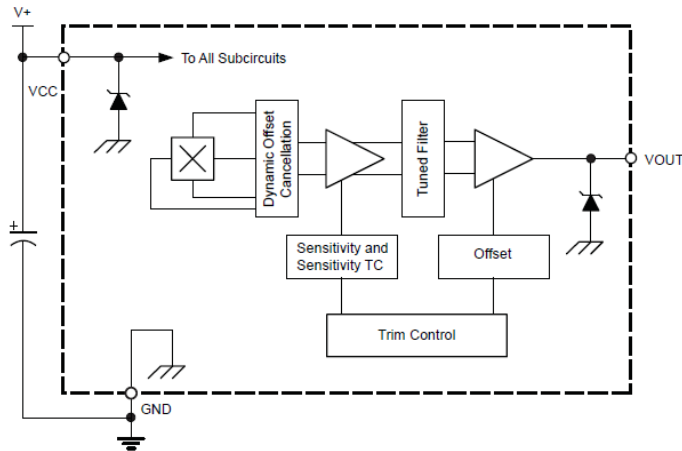 V+
To All Subcircuits
VCC
Dynamic Offset
Cancellation
Tuned Filter
VOUT
+
Sensitivity and
Sensitivity TC
Offset
Trim Control
GND